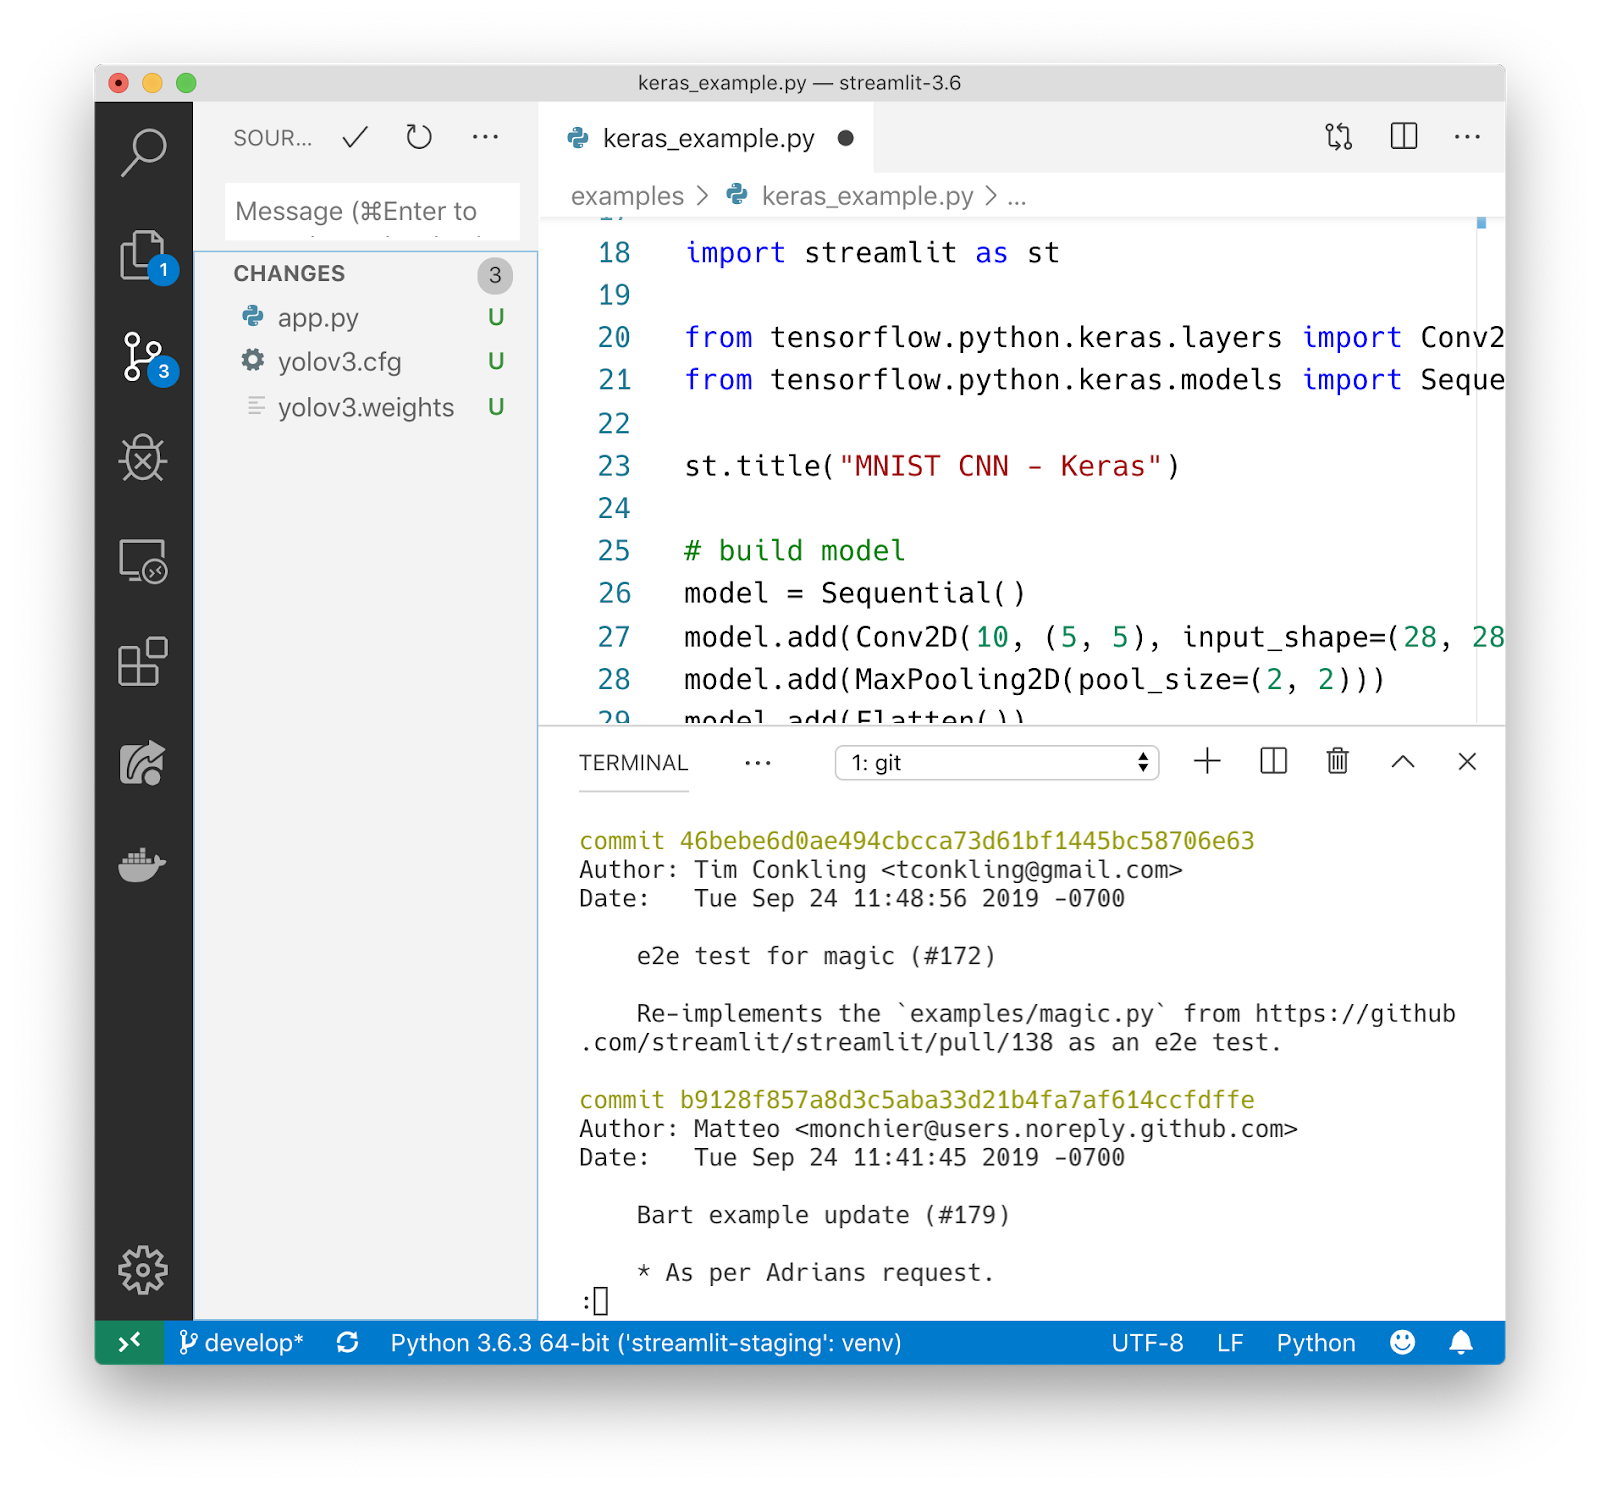 keras_example.py — streamlit-3.6
SOUR...
Message (⌘Enter to
CHANGES 3
app.py U
yolov3.cfg U
yolov3.weights U
1
3
keras_example.py
examples > keras_example.py > ...
17
18 import streamlit as st
19
20 from tensorflow.python.keras.layers import Conv2
21 from tensorflow.python.keras.models import Seque
22
23 st.title("MNIST CNN - Keras")
24
25 # build model
26 model = Sequential()
27 model.add(Conv2D(10, (5, 5), input_shape=(28, 28
28 model.add(MaxPooling2D(pool_size=(2, 2)))
29 model.add(Flatten())
TERMINAL ... 1: git
commit 46bebe6d0ae494cbcca73d61bf1445bc58706e63
Author: Tim Conkling <tconkling@gmail.com>
Date:   Tue Sep 24 11:48:56 2019 -0700
e2e test for magic (#172)
Re-implements the `examples/magic.py` from https://github
.com/streamlit/streamlit/pull/138 as an e2e test.
commit b9128f857a8d3c5aba33d21b4fa7af614ccfdffe
Author: Matteo <monchier@users.noreply.github.com>
Date:   Tue Sep 24 11:41:45 2019 -0700
Bart example update (#179)
* As per Adrians request.
:
develop* Python 3.6.3 64-bit ('streamlit-staging': venv) UTF-8 LF Python